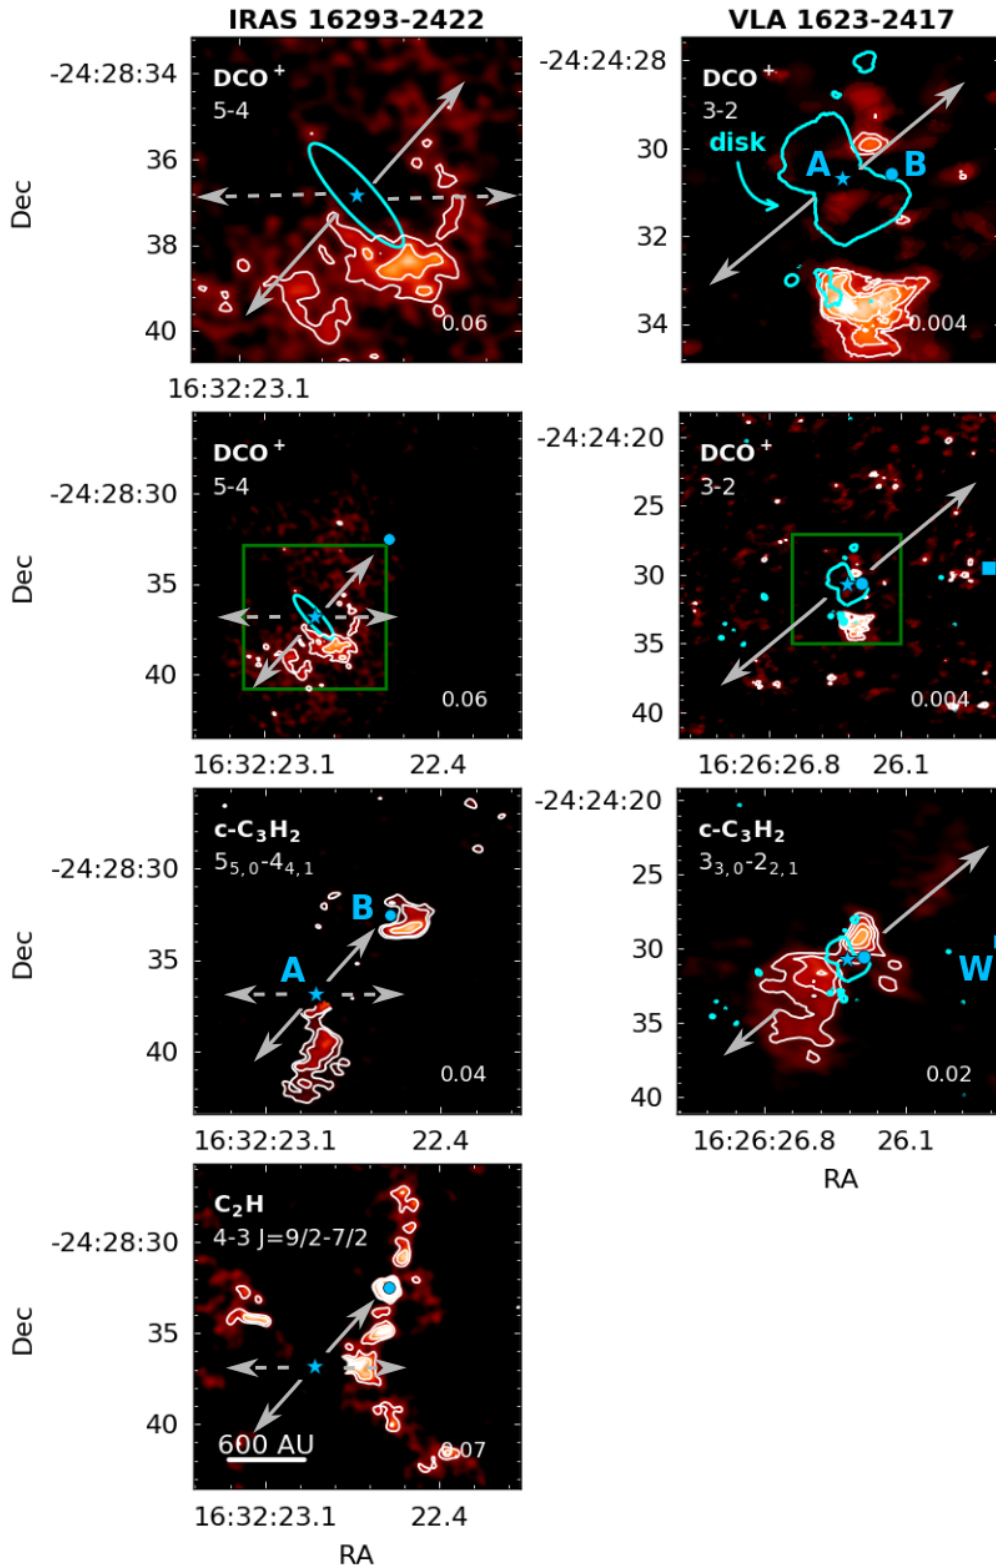 IRAS 16293-2422
VLA 1623-2417
-24:28:34
36
38
40
Dec
DCO+
5-4
0.06
16:32:23.1
-24:24:28
30
32
34
DCO+
3-2
disk
A
B
0.004
-24:28:30
35
40
Dec
DCO+
5-4
0.06
16:32:23.1
22.4
-24:24:20
25
30
35
40
DCO+
3-2
0.004
16:26:26.8
26.1
-24:28:30
35
40
Dec
c-C₃H₂
5₅,₀-4₄,₁
B
A
0.04
16:32:23.1
22.4
-24:24:20
25
30
35
40
c-C₃H₂
3₃,₀-2₂,₁
W
0.02
16:26:26.8
26.1
RA
-24:28:30
35
40
Dec
C₂H
4-3 J=9/2-7/2
600 AU
0.07
16:32:23.1
22.4
RA